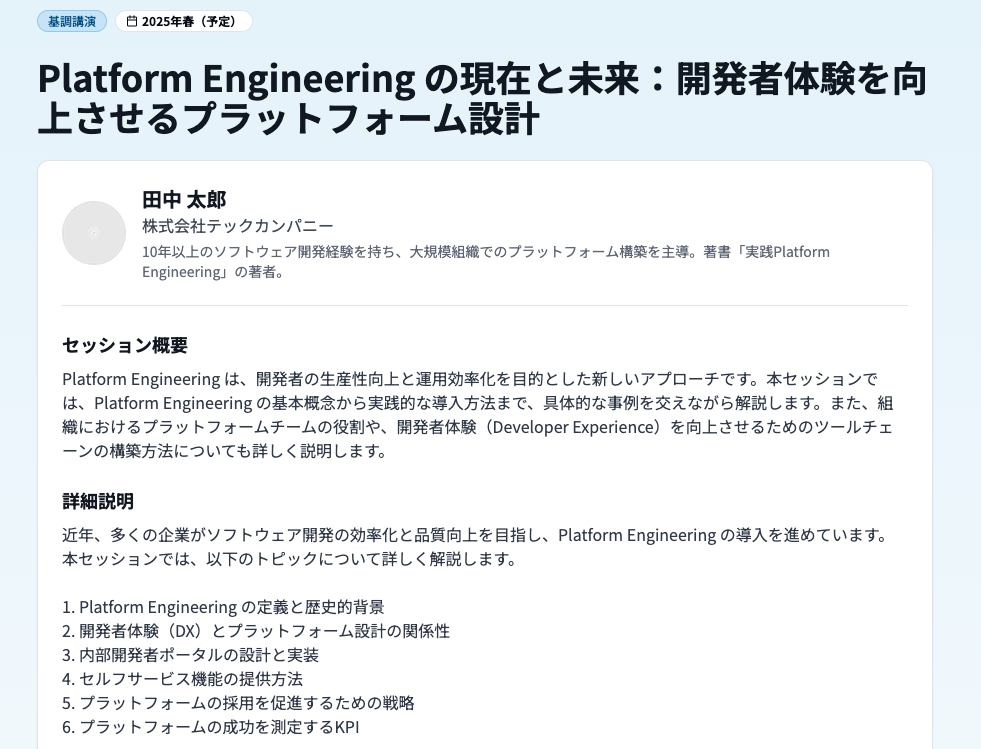 基調講演
2025年春（予定）
Platform Engineering の現在と未来：開発者体験を向
上させるプラットフォーム設計
田中 太郎
株式会社テックカンパニー
10年以上のソフトウェア開発経験を持ち、大規模組織でのプラットフォーム構築を主導。著書「実践Platform
Engineering」の著者。
セッション概要
Platform Engineering は、開発者の生産性向上と運用効率化を目的とした新しいアプローチです。本セッションで
は、Platform Engineering の基本概念から実践的な導入方法まで、具体的な事例を交えながら解説します。また、組
織におけるプラットフォームチームの役割や、開発者体験（Developer Experience）を向上させるためのツールチェ
ーンの構築方法についても詳しく説明します。
詳細説明
近年、多くの企業がソフトウェア開発の効率化と品質向上を目指し、Platform Engineering の導入を進めています。
本セッションでは、以下のトピックについて詳しく解説します。
1. Platform Engineering の定義と歴史的背景
2. 開発者体験（DX）とプラットフォーム設計の関係性
3. 内部開発者ポータルの設計と実装
4. セルフサービス機能の提供方法
5. プラットフォームの採用を促進するための戦略
6. プラットフォームの成功を測定するKPI